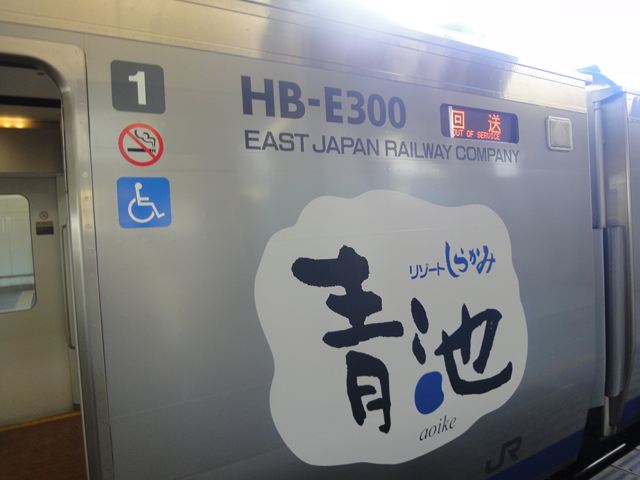 1
HB-E300
回送
OUT OF SERVICE
EAST JAPAN RAILWAY COMPANY
リゾートしらかみ
青池
aoike
JR